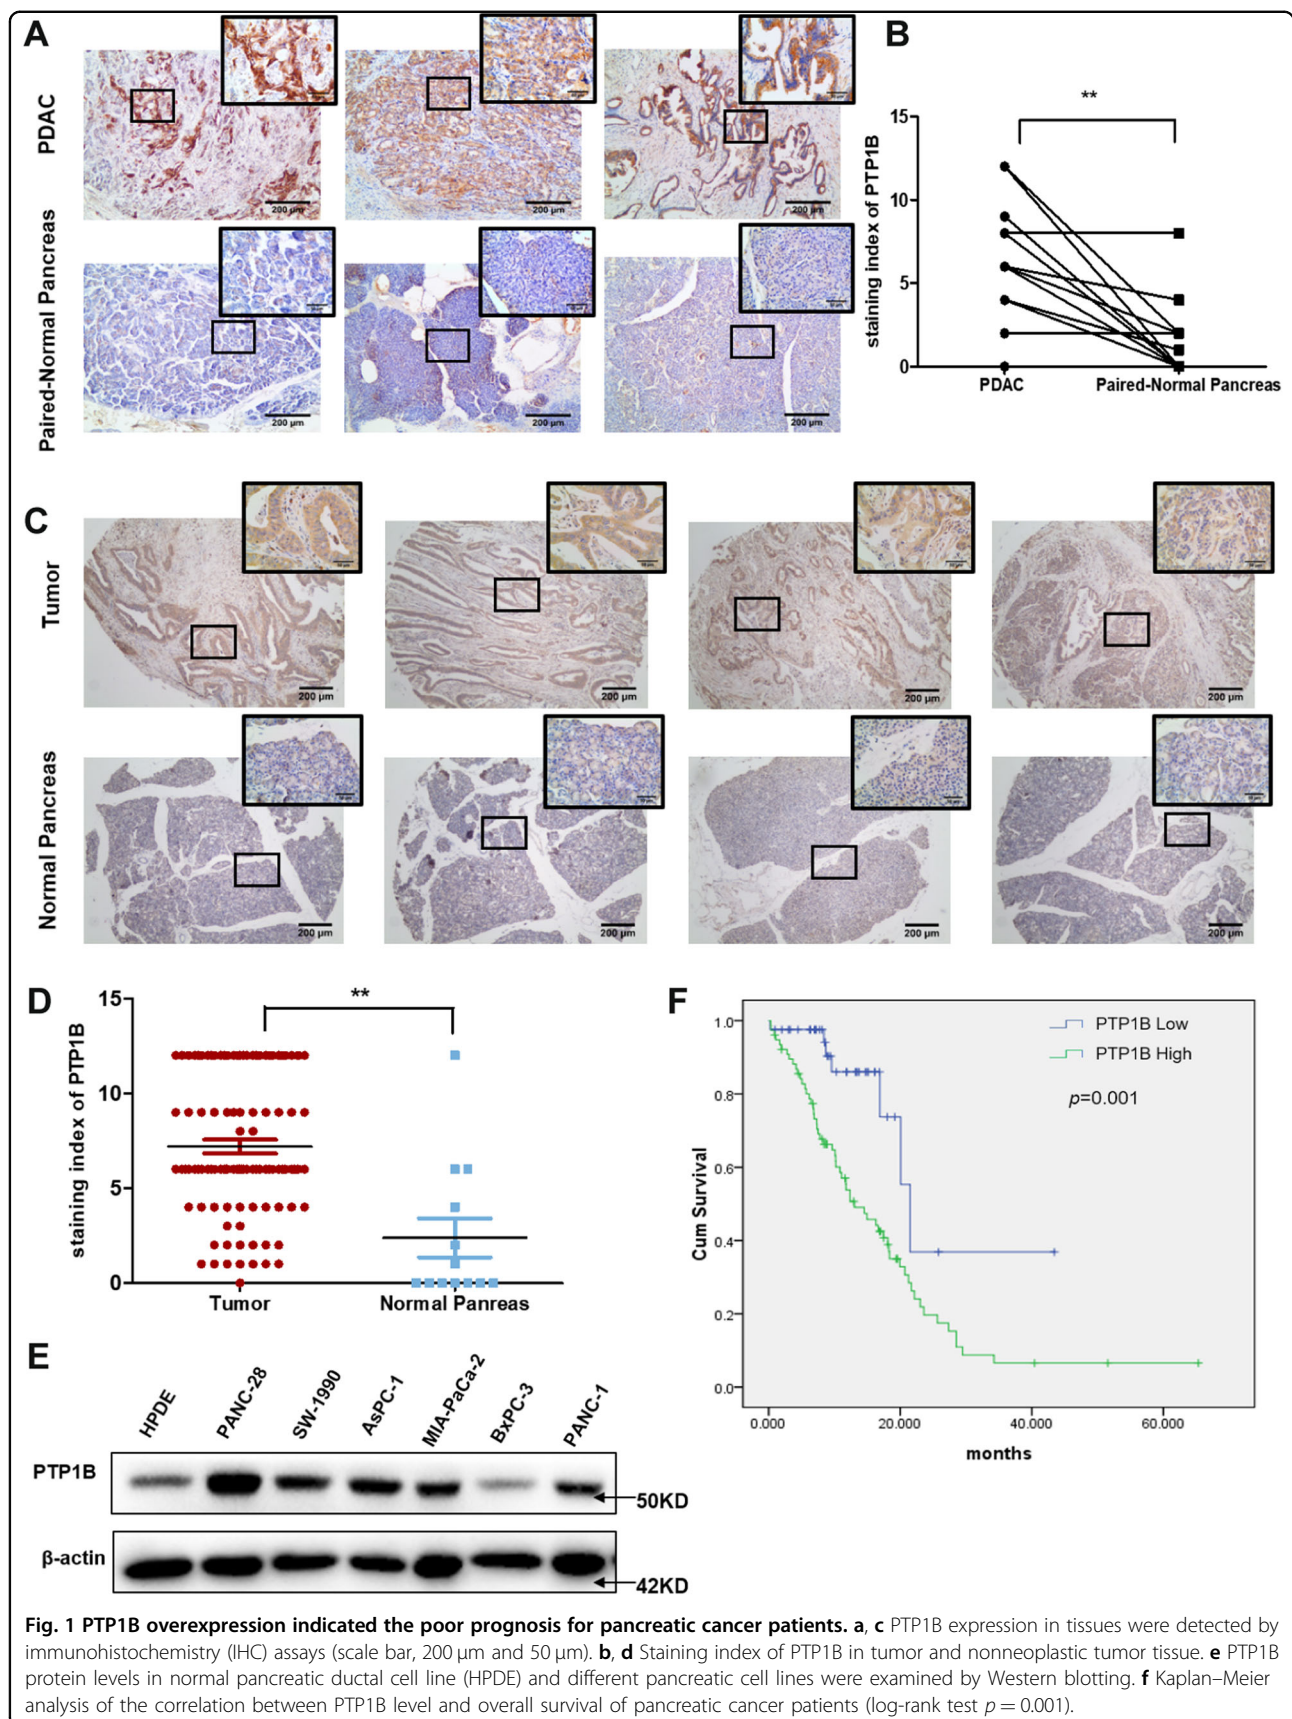 A
PDAC
200 µm
200 µm
200 µm
Paired-Normal Pancreas
200 µm
200 µm
200 µm
B
**
staining index of PTP1B
15
10
5
0
PDAC
Paired-Normal Pancreas
C
Tumor
200 µm
200 µm
200 µm
200 µm
Normal Pancreas
200 µm
200 µm
200 µm
200 µm
D
**
staining index of PTP1B
15
10
5
0
Tumor
Normal Panreas
E
HPDE
PANC-28
SW-1990
AsPC-1
MIA-PaCa-2
BxPC-3
PANC-1
PTP1B
50KD
β-actin
42KD
F
PTP1B Low
PTP1B High
p=0.001
Cum Survival
1.0
0.8
0.6
0.4
0.2
0.0
0.000
20.000
40.000
60.000
months
Fig. 1 PTP1B overexpression indicated the poor prognosis for pancreatic cancer patients. a, c PTP1B expression in tissues were detected by
immunohistochemistry (IHC) assays (scale bar, 200 µm and 50 µm). b, d Staining index of PTP1B in tumor and nonneoplastic tumor tissue. e PTP1B
protein levels in normal pancreatic ductal cell line (HPDE) and different pancreatic cell lines were examined by Western blotting. f Kaplan–Meier
analysis of the correlation between PTP1B level and overall survival of pancreatic cancer patients (log-rank test p = 0.001).